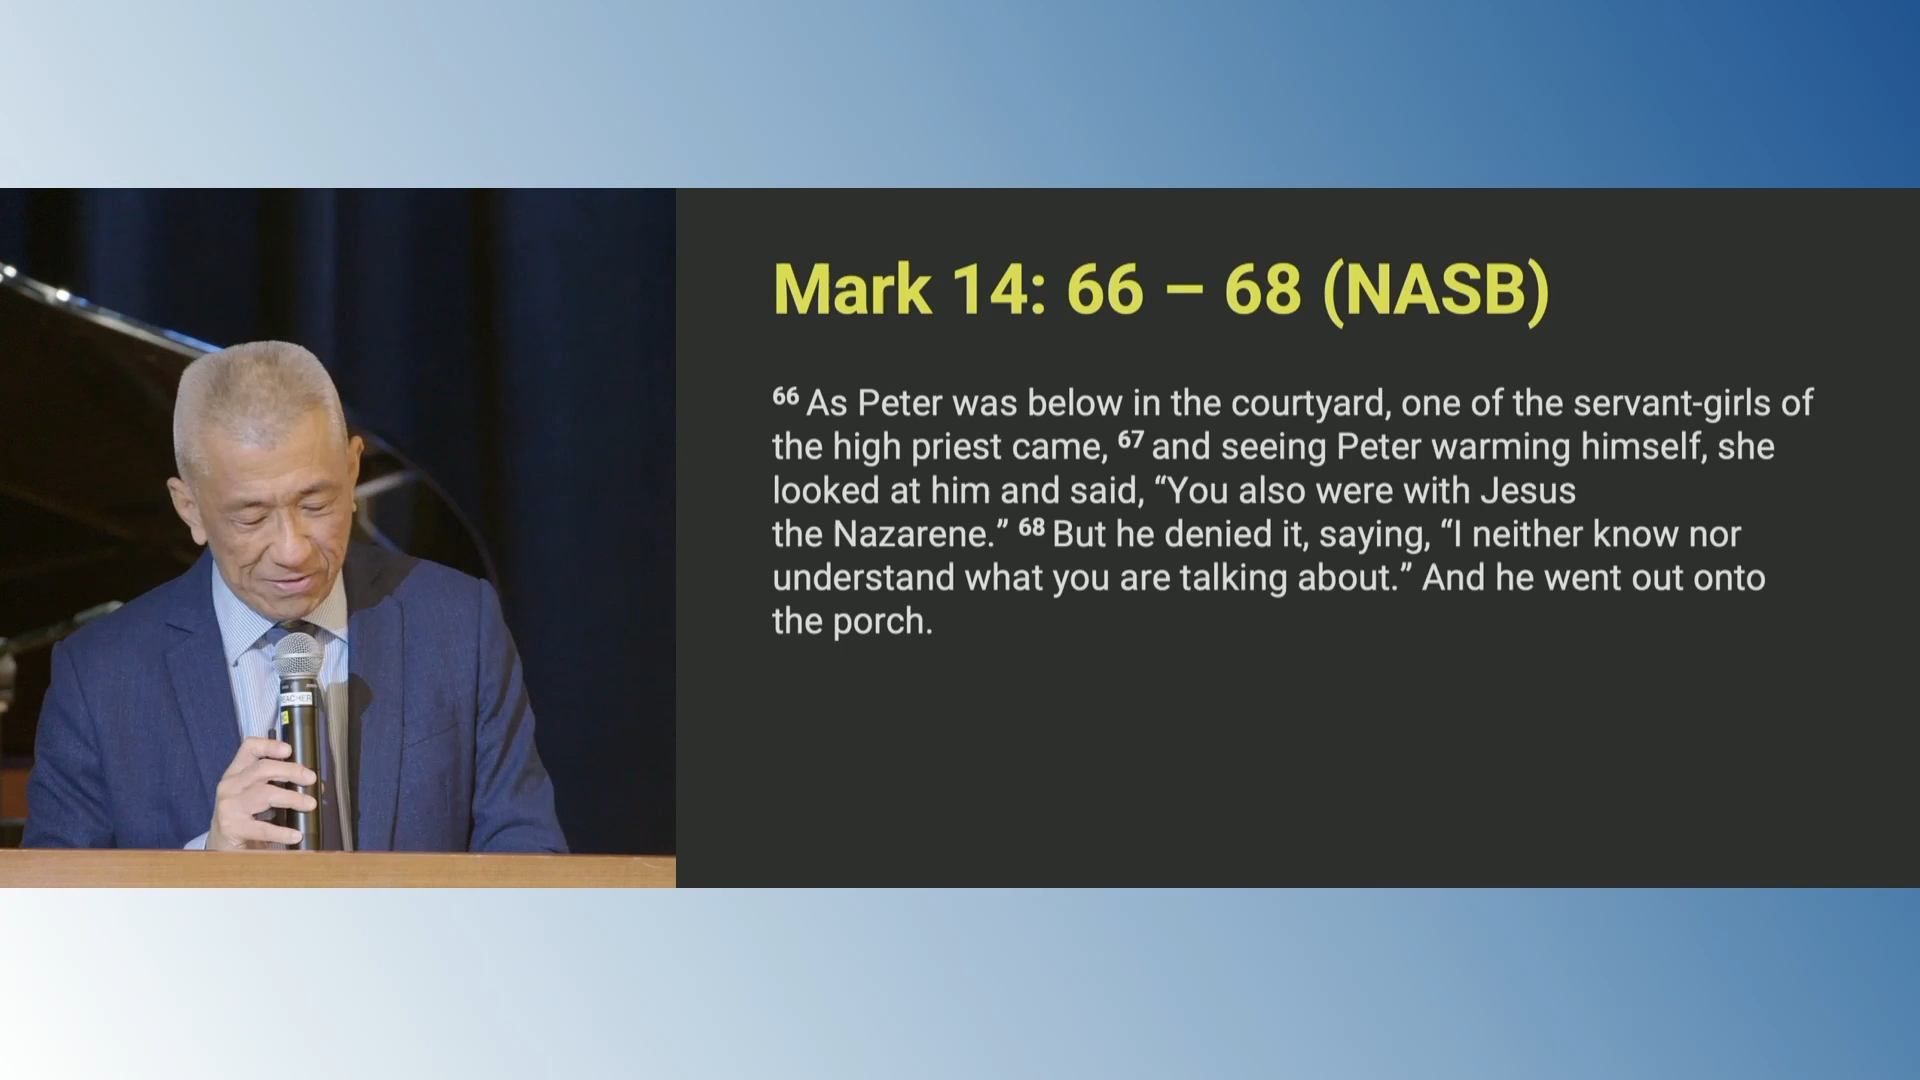 Mark 14: 66 – 68 (NASB)
66 As Peter was below in the courtyard, one of the servant-girls of
the high priest came, 67 and seeing Peter warming himself, she
looked at him and said, “You also were with Jesus
the Nazarene.” 68 But he denied it, saying, “I neither know nor
understand what you are talking about.” And he went out onto
the porch.